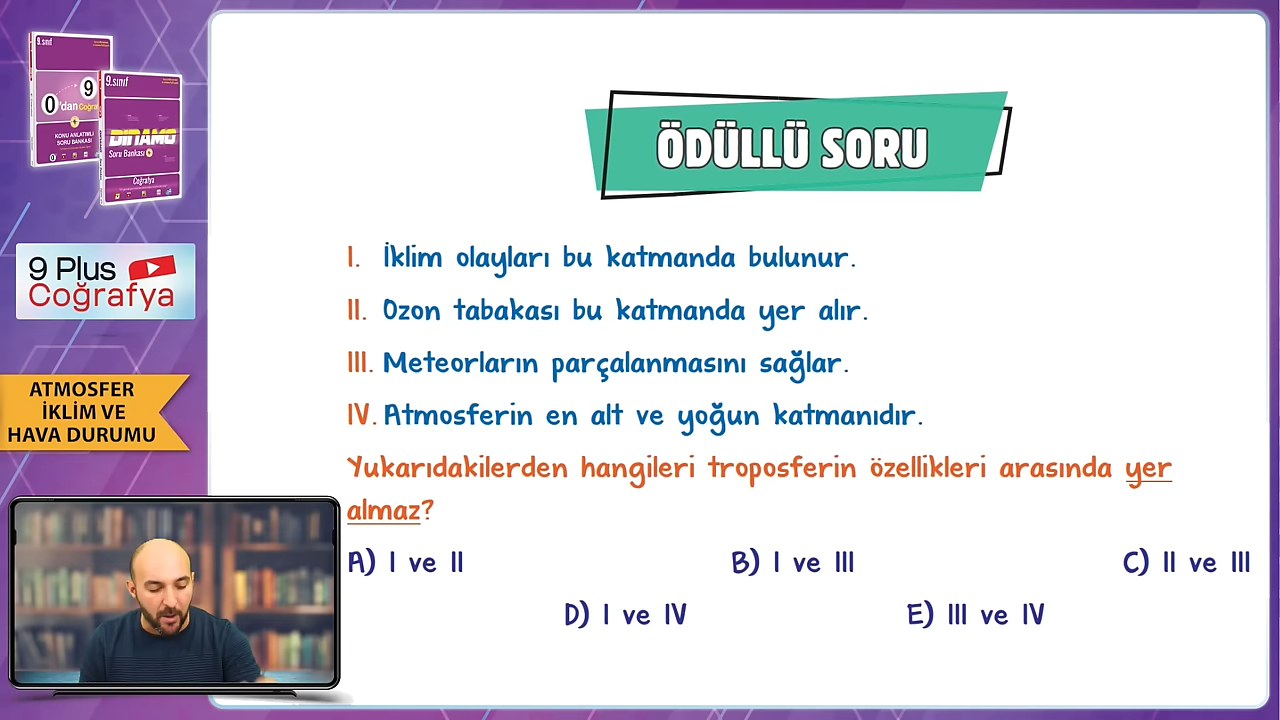 9.sınıf
0'dan 9 Coğra
KONU ANLATIMLI
SORU BANKASI
9.sınıf
DINAMO
Soru Bankası
Coğrafya
9 Plus
Coğrafya
ATMOSFER
İKLİM VE
HAVA DURUMU
ÖDÜLLÜ SORU
I. İklim olayları bu katmanda bulunur.
II. Ozon tabakası bu katmanda yer alır.
III. Meteorların parçalanmasını sağlar.
IV. Atmosferin en alt ve yoğun katmanıdır.
Yukarıdakilerden hangileri troposferin özellikleri arasında yer
almaz?
A) I ve II B) I ve III C) II ve III
D) I ve IV E) III ve IV